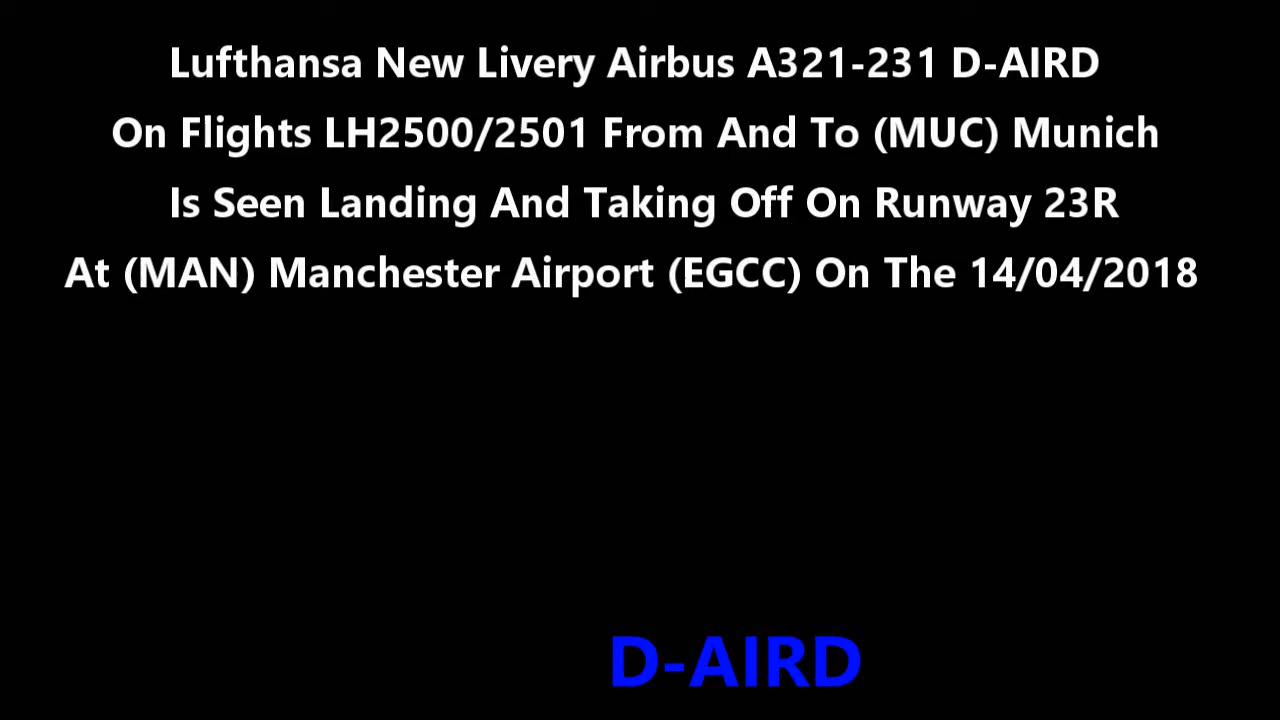 Lufthansa New Livery Airbus A321-231 D-AIRD
On Flights LH2500/2501 From And To (MUC) Munich
Is Seen Landing And Taking Off On Runway 23R
At (MAN) Manchester Airport (EGCC) On The 14/04/2018
D-AIRD